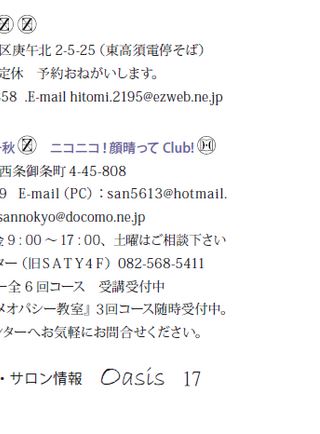 Ⓩ Ⓩ
区庚午北 2-5-25（東高須電停そば）
定休　予約おねがいします。
58 .E-mail hitomi.2195@ezweb.ne.jp
秋 Ⓩ ニコニコ！顔晴って Club! Ⓗ
西条御条町 4-45-808
9 E-mail（PC）：san5613@hotmail.
sannokyo@docomo.ne.jp
金 9：00 ～ 17：00、土曜はご相談下さい
ター（旧ＳＡＴＹ４Ｆ）082-568-5411
ー全 6 回コース　受講受付中
メオパシー教室』3回コース随時受付中。
ンターへお気軽にお問合せください。
・サロン情報 Oasis 17